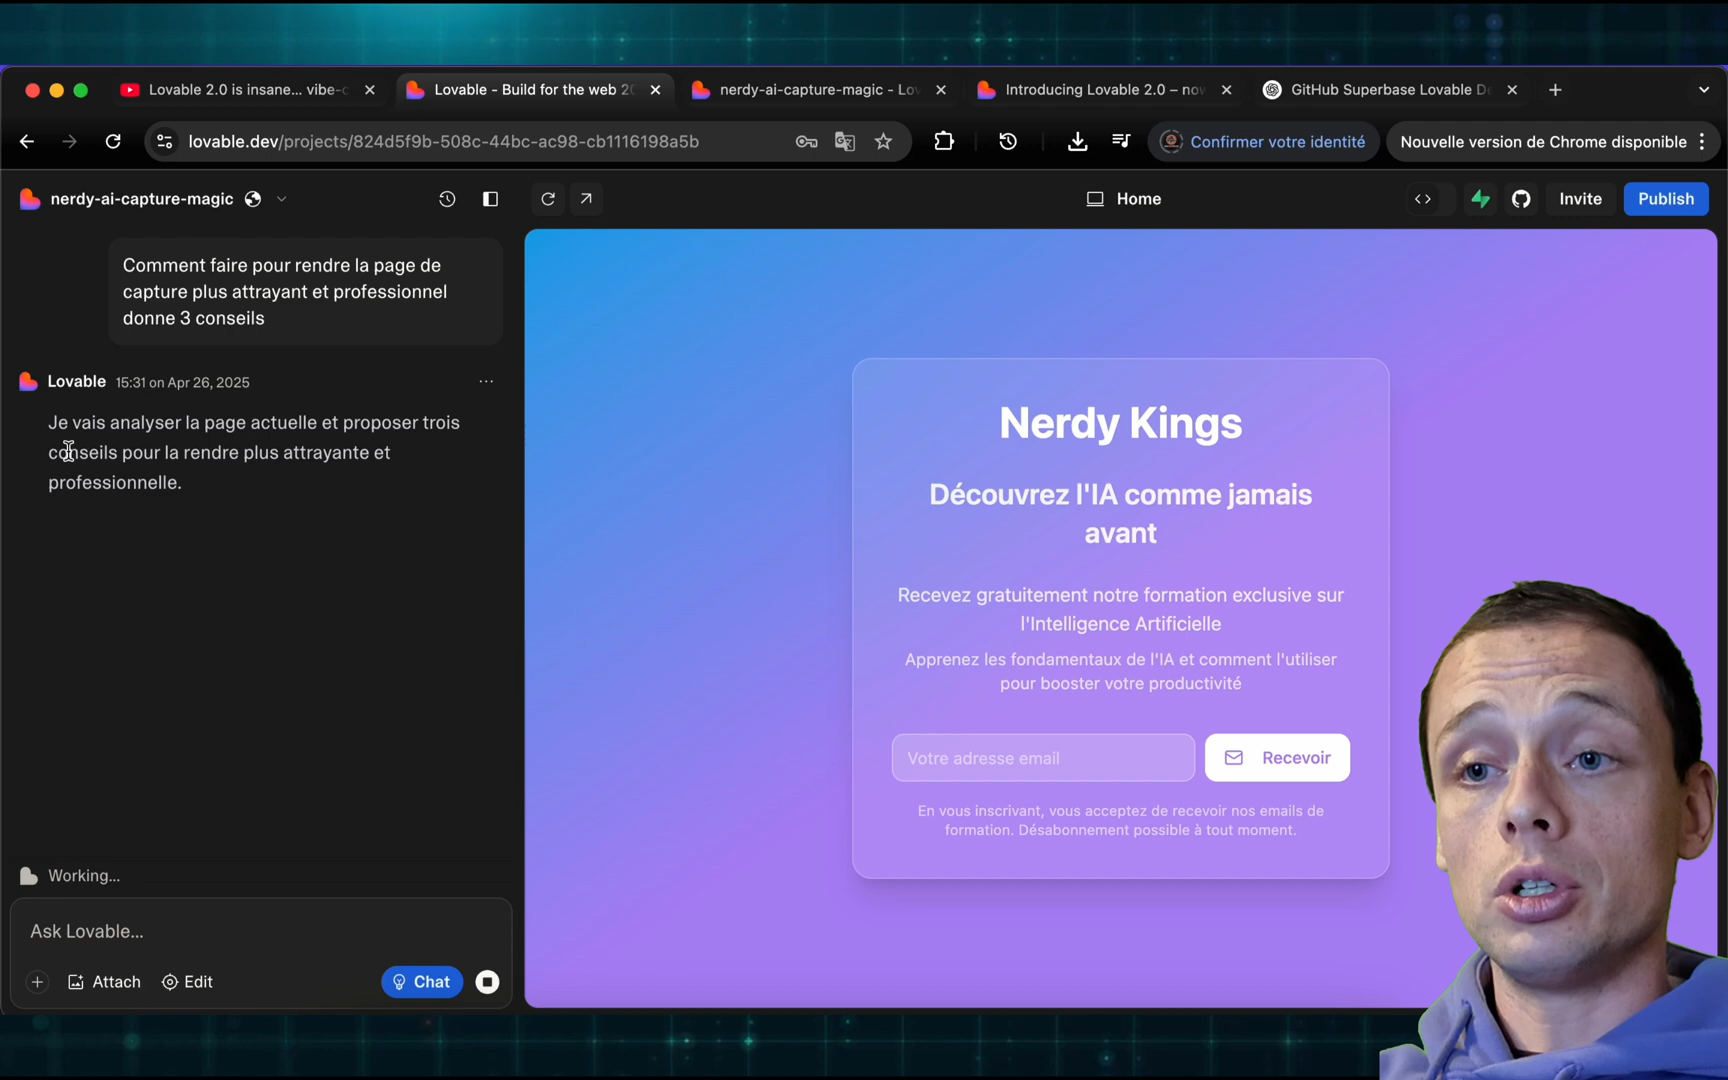 Lovable 2.0 is insane... vibe-c
Lovable - Build for the web 20
nerdy-ai-capture-magic - Lov
Introducing Lovable 2.0 – now
GitHub Superbase Lovable De
lovable.dev/projects/824d5f9b-508c-44bc-ac98-cb1116198a5b
Confirmer votre identité
Nouvelle version de Chrome disponible
nerdy-ai-capture-magic
Home
Invite
Publish
Comment faire pour rendre la page de
capture plus attrayant et professionnel
donne 3 conseils
Lovable 15:31 on Apr 26, 2025
Je vais analyser la page actuelle et proposer trois
conseils pour la rendre plus attrayante et
professionnelle.
Working...
Ask Lovable...
Attach
Edit
Chat
Nerdy Kings
Découvrez l'IA comme jamais
avant
Recevez gratuitement notre formation exclusive sur
l'Intelligence Artificielle
Apprenez les fondamentaux de l'IA et comment l'utiliser
pour booster votre productivité
Votre adresse email
Recevoir
En vous inscrivant, vous acceptez de recevoir nos emails de
formation. Désabonnement possible à tout moment.